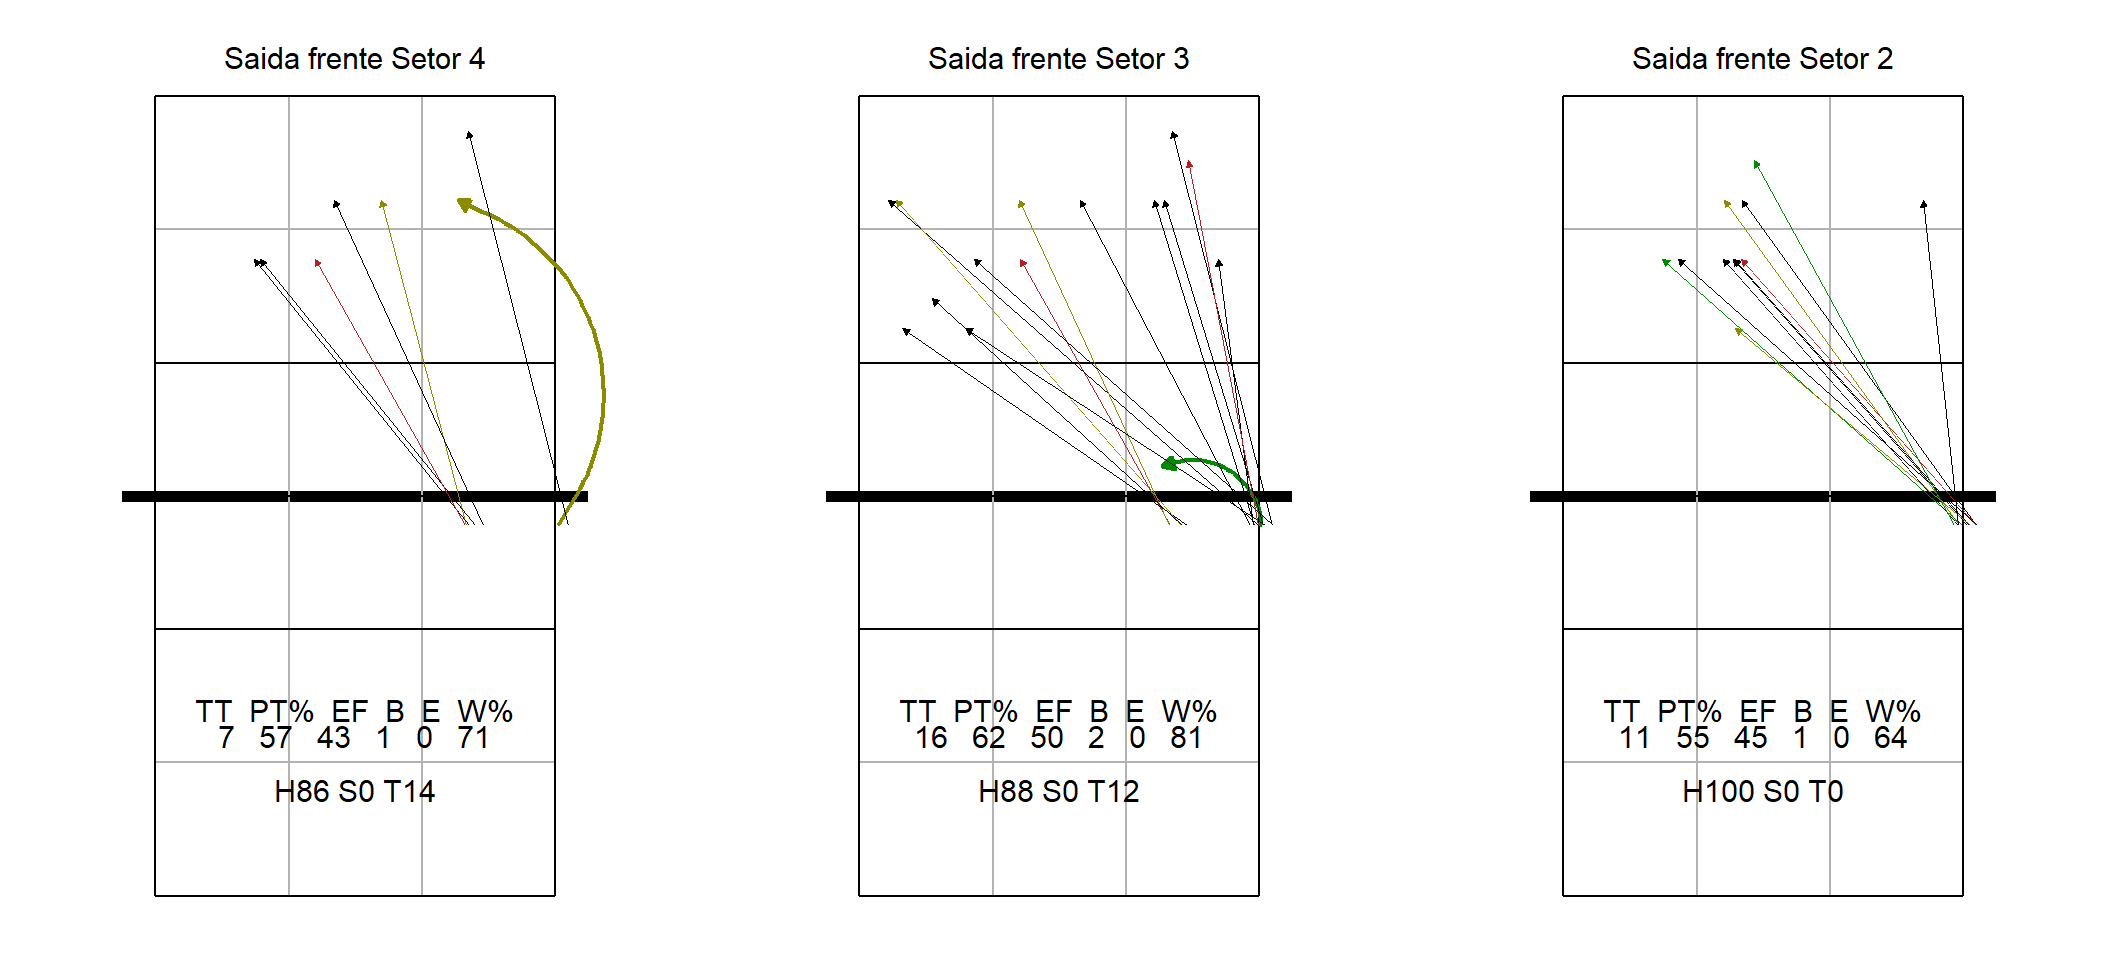 Saida frente Setor 4
TT PT% EF B E W%
7 57 43 1 0 71
H86 S0 T14
Saida frente Setor 3
TT PT% EF B E W%
16 62 50 2 0 81
H88 S0 T12
Saida frente Setor 2
TT PT% EF B E W%
11 55 45 1 0 64
H100 S0 T0